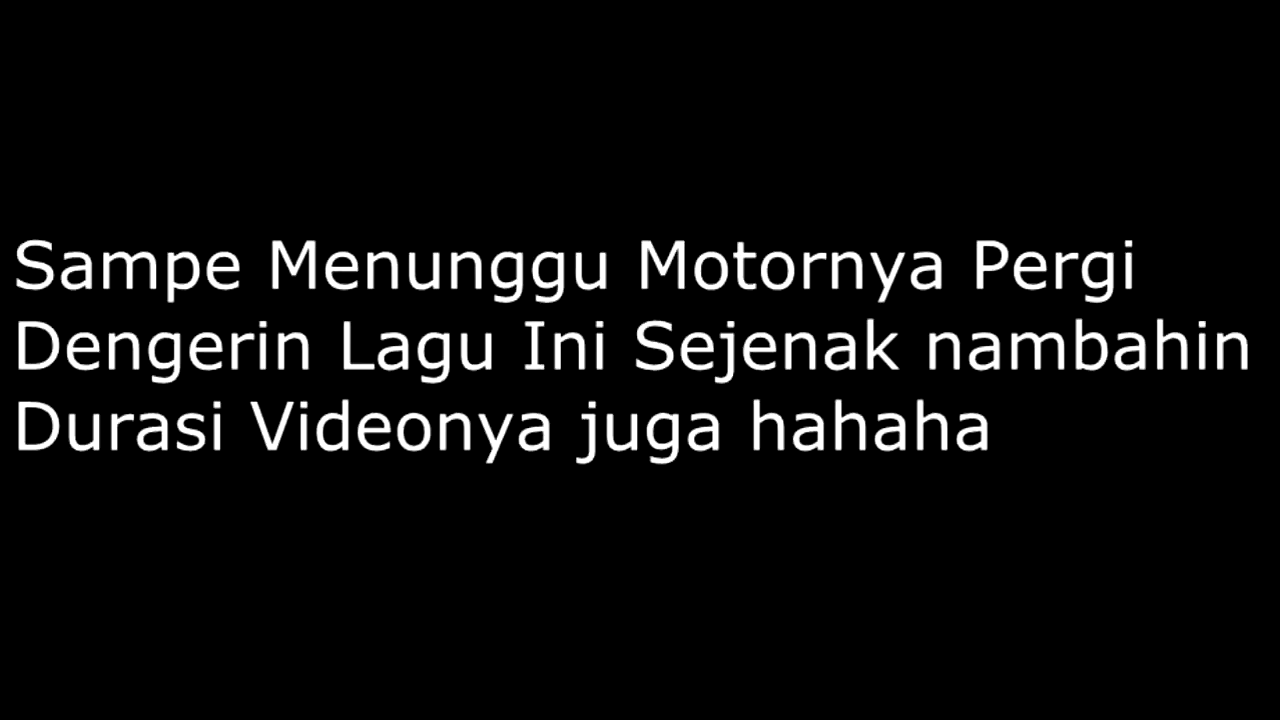 Sampe Menunggu Motornya Pergi
Dengerin Lagu Ini Sejenak nambahin
Durasi Videonya juga hahaha